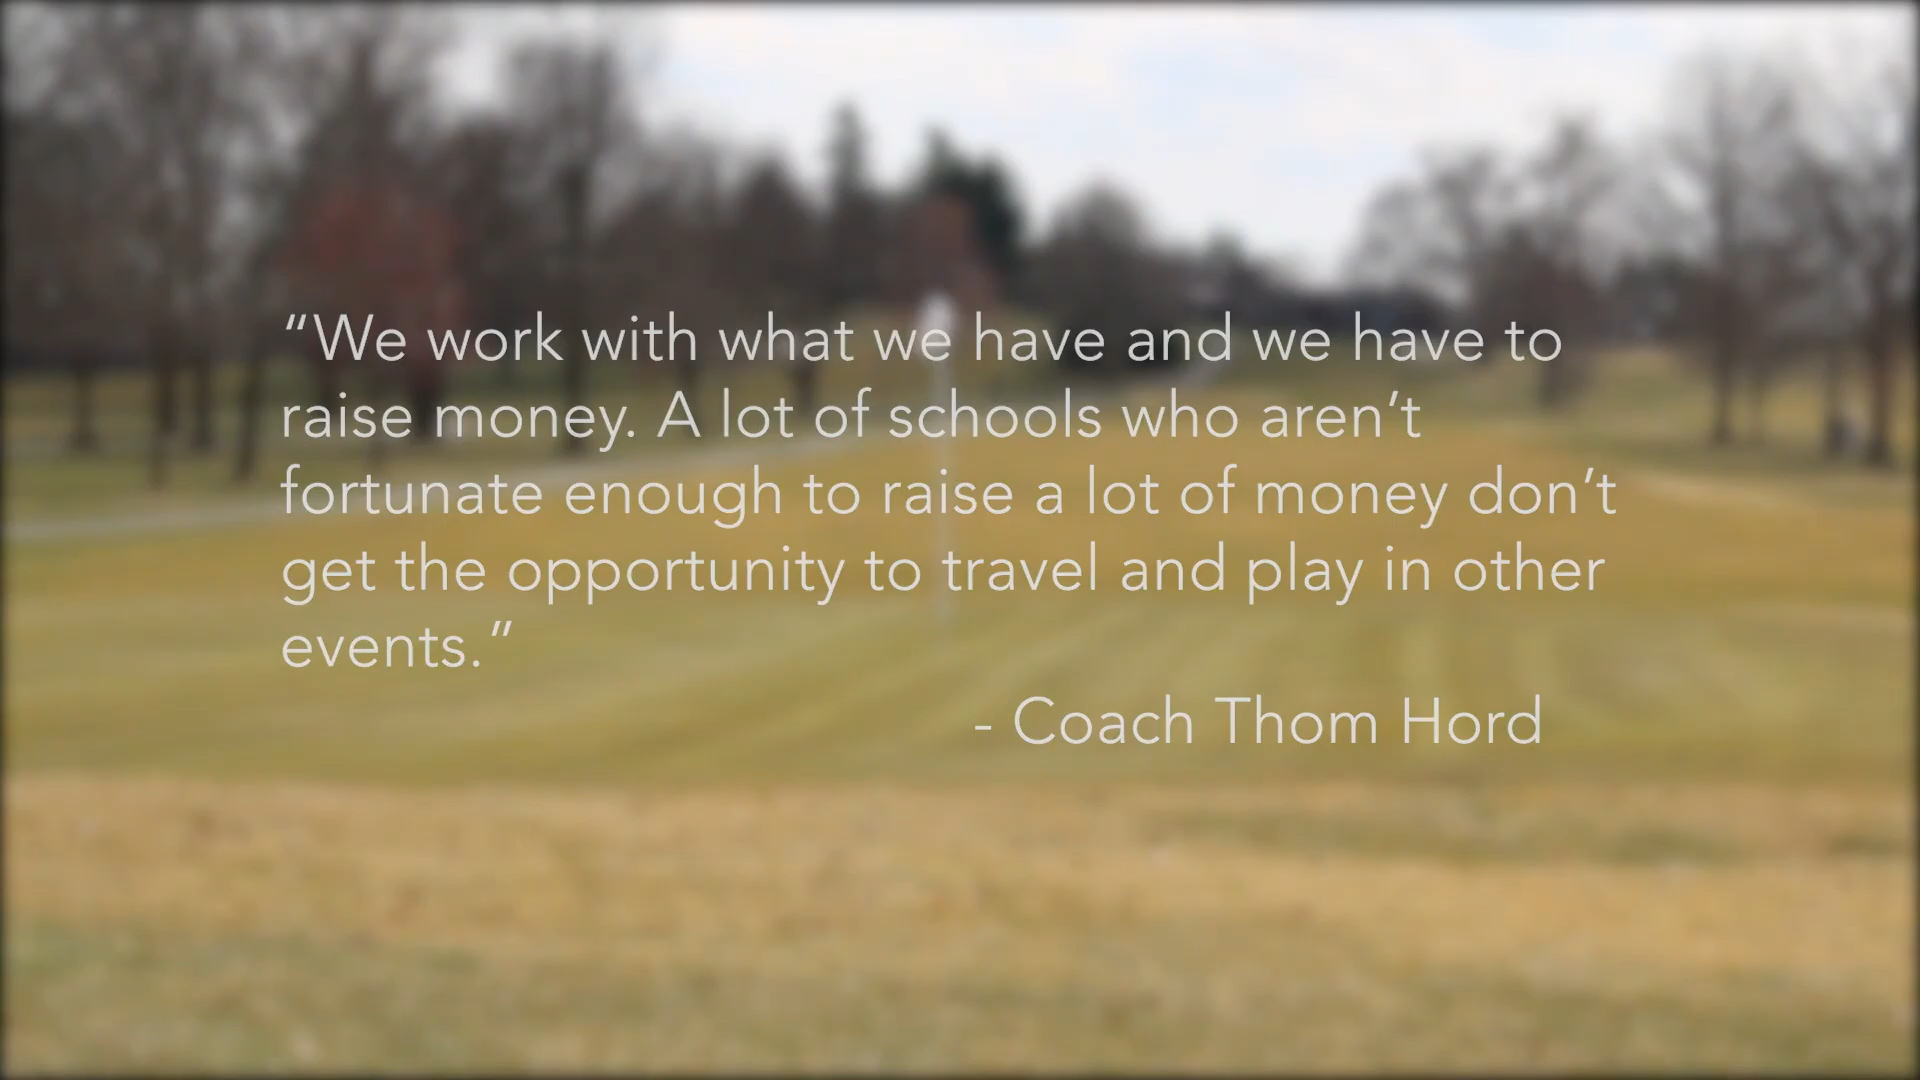 “We work with what we have and we have to
raise money. A lot of schools who aren’t
fortunate enough to raise a lot of money don’t
get the opportunity to travel and play in other
events.”
- Coach Thom Hord